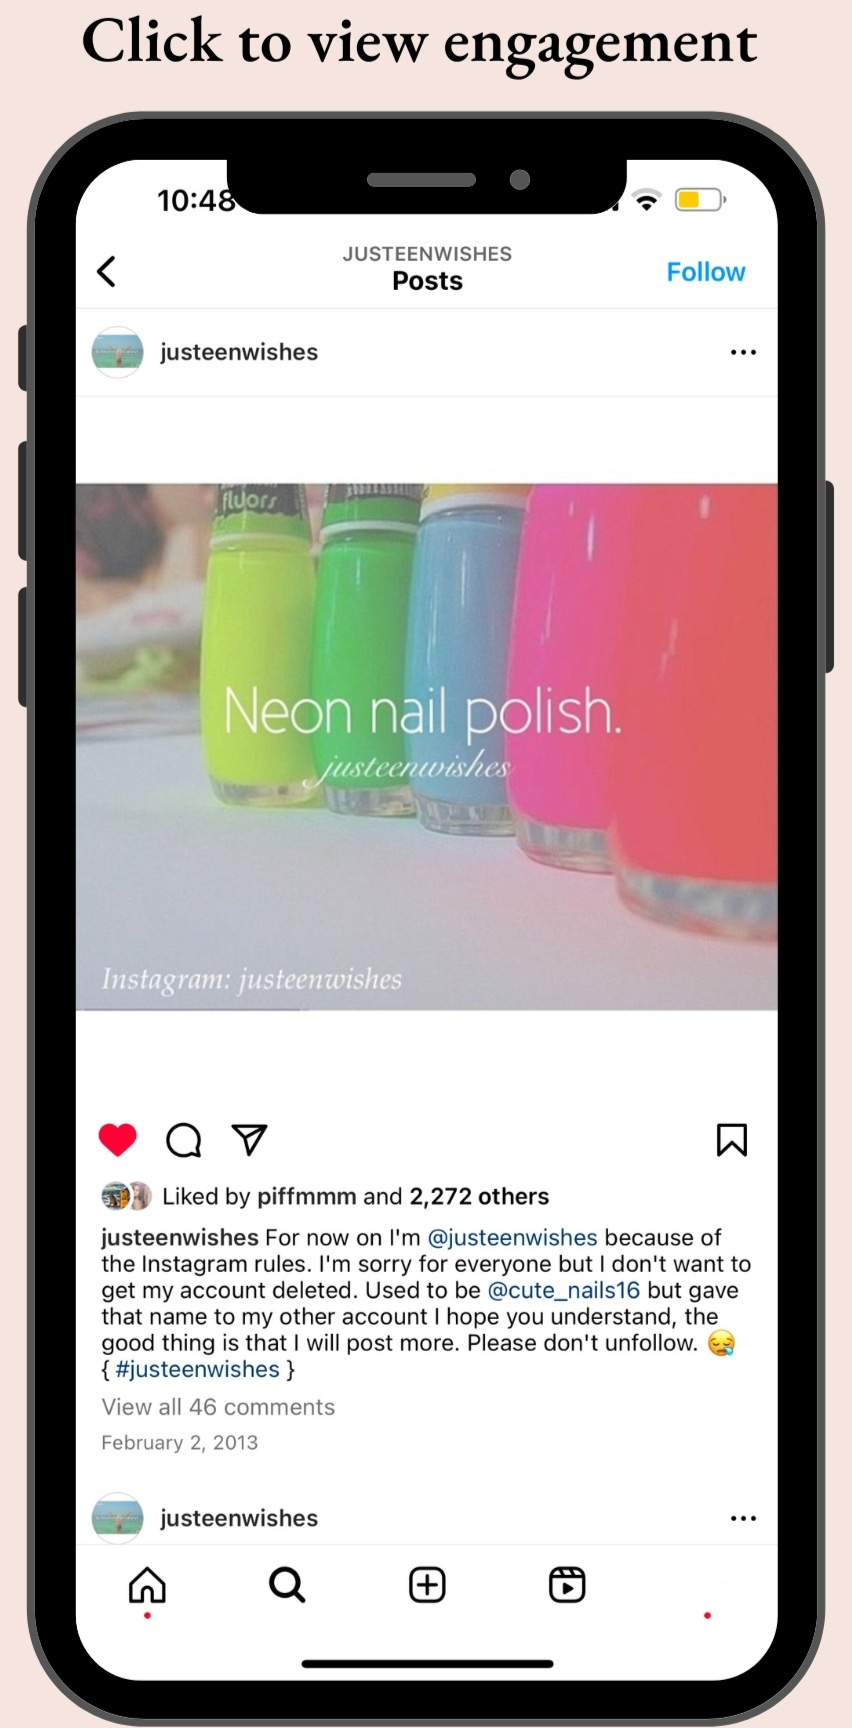 Click to view engagement
10:48
JUSTEENWISHES
Posts
Follow
justeenwishes
fluors
Neon nail polish.
justeenwishes
Instagram: justeenwishes
Liked by piffmmm and 2,272 others
justeenwishes For now on I'm @justeenwishes because of
the Instagram rules. I'm sorry for everyone but I don't want to
get my account deleted. Used to be @cute_nails16 but gave
that name to my other account I hope you understand, the
good thing is that I will post more. Please don't unfollow. 😪
{ #justeenwishes }
View all 46 comments
February 2, 2013
justeenwishes